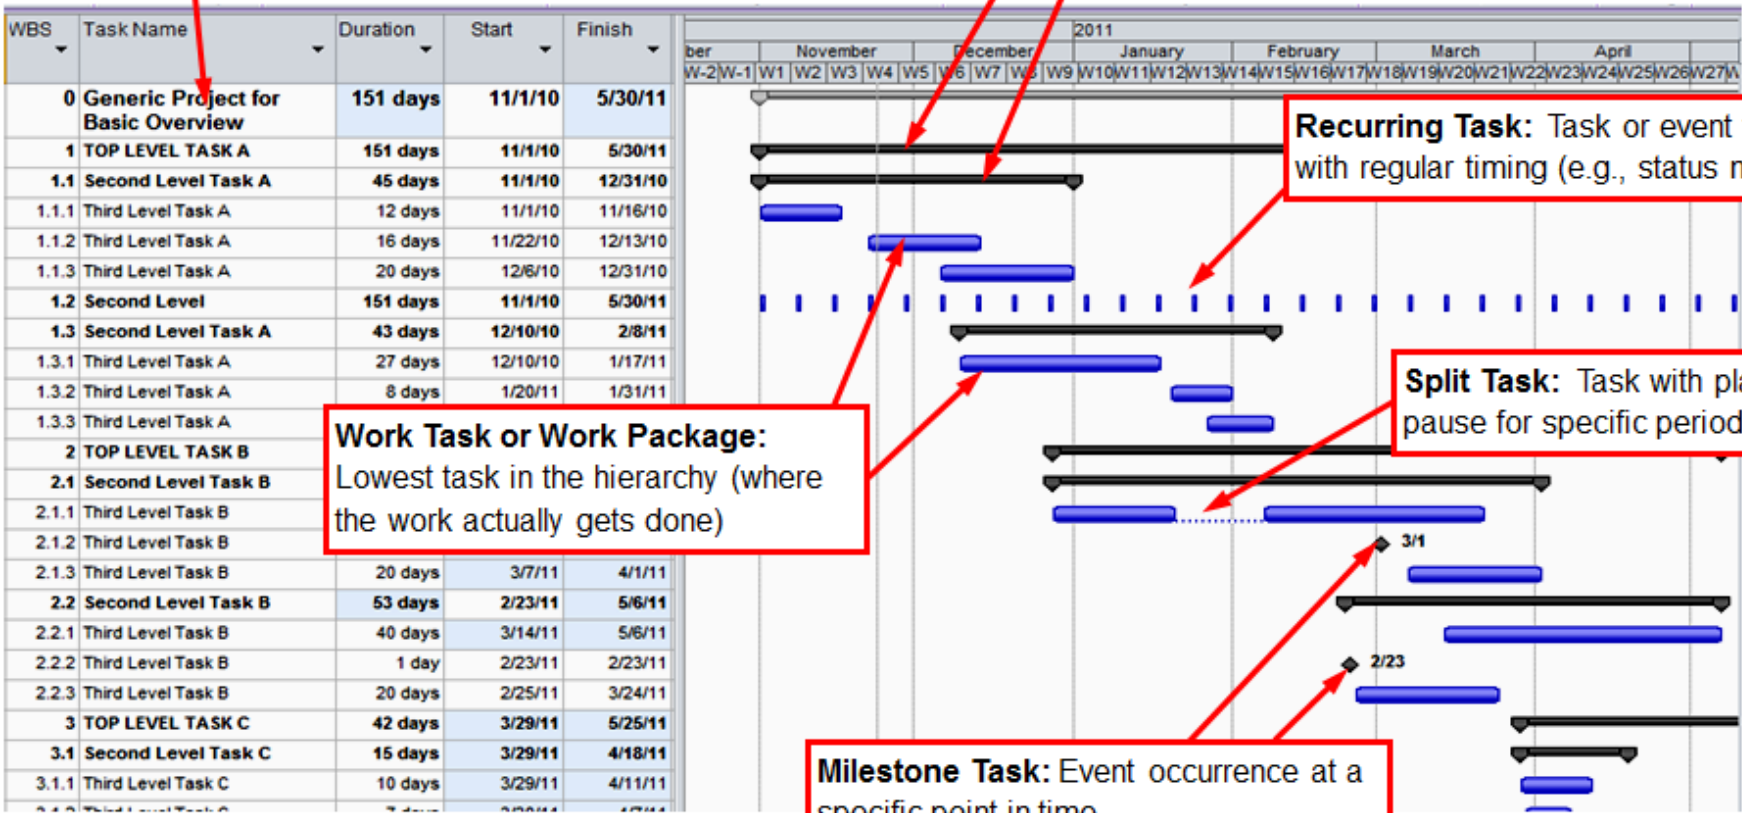 WBS Task Name Duration Start Finish
2011
ber November December January February March April
W-2 W-1 W1 W2 W3 W4 W5 W6 W7 W8 W9 W10 W11 W12 W13 W14 W15 W16 W17 W18 W19 W20 W21 W22 W23 W24 W25 W26 W27 W
0 Generic Project for 151 days 11/1/10 5/30/11
Basic Overview
1 TOP LEVEL TASK A 151 days 11/1/10 5/30/11
1.1 Second Level Task A 45 days 11/1/10 12/31/10
1.1.1 Third Level Task A 12 days 11/1/10 11/16/10
1.1.2 Third Level Task A 16 days 11/22/10 12/13/10
1.1.3 Third Level Task A 20 days 12/6/10 12/31/10
1.2 Second Level 151 days 11/1/10 5/30/11
1.3 Second Level Task A 43 days 12/10/10 2/8/11
1.3.1 Third Level Task A 27 days 12/10/10 1/17/11
1.3.2 Third Level Task A 8 days 1/20/11 1/31/11
1.3.3 Third Level Task A
2 TOP LEVEL TASK B
2.1 Second Level Task B
2.1.1 Third Level Task B
2.1.2 Third Level Task B
2.1.3 Third Level Task B 20 days 3/7/11 4/1/11
2.2 Second Level Task B 53 days 2/23/11 5/6/11
2.2.1 Third Level Task B 40 days 3/14/11 5/6/11
2.2.2 Third Level Task B 1 day 2/23/11 2/23/11
2.2.3 Third Level Task B 20 days 2/25/11 3/24/11
3 TOP LEVEL TASK C 42 days 3/29/11 5/25/11
3.1 Second Level Task C 15 days 3/29/11 4/18/11
3.1.1 Third Level Task C 10 days 3/29/11 4/11/11
Recurring Task: Task or event
with regular timing (e.g., status
Split Task: Task with pla
pause for specific period
Work Task or Work Package:
Lowest task in the hierarchy (where
the work actually gets done)
3/1
2/23
Milestone Task: Event occurrence at a
specific point in time